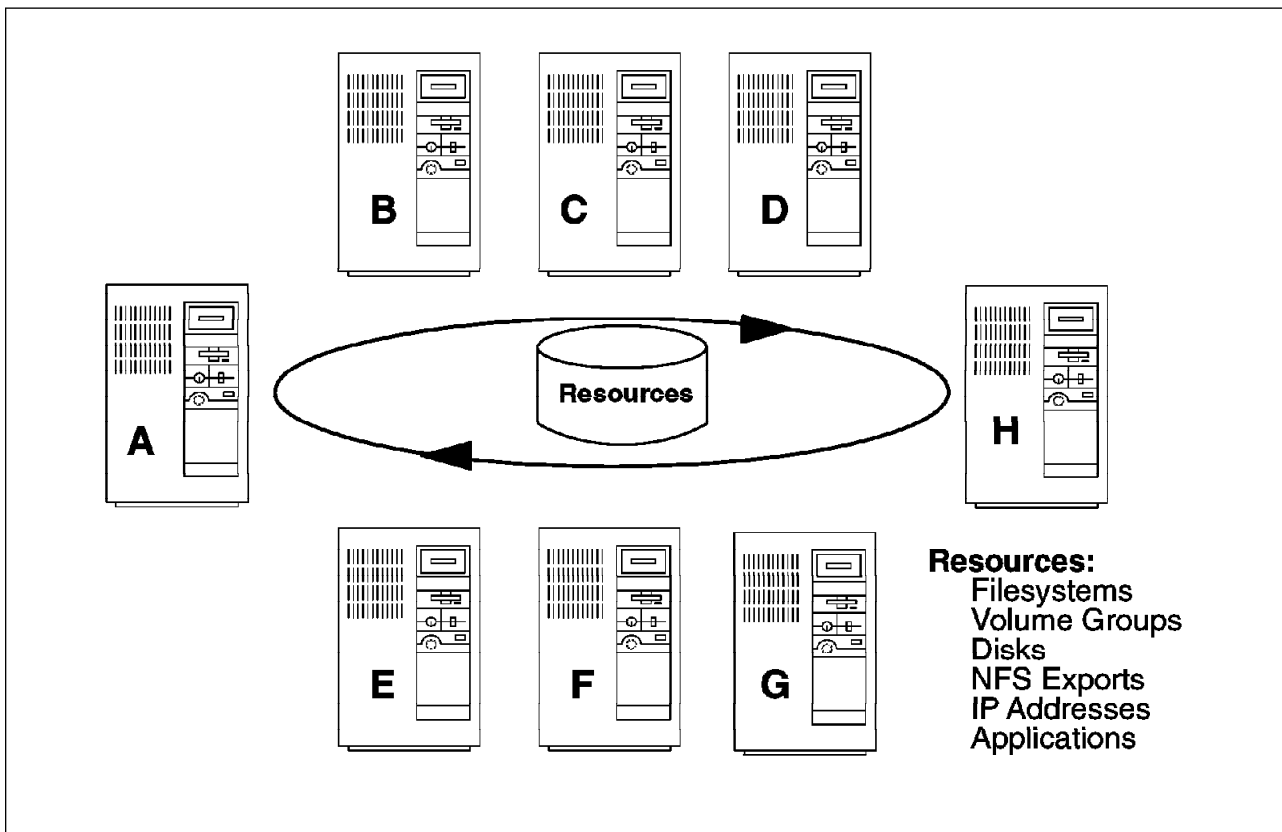 B
C
D
A
Resources
H
E
F
G
Resources:
Filesystems
Volume Groups
Disks
NFS Exports
IP Addresses
Applications